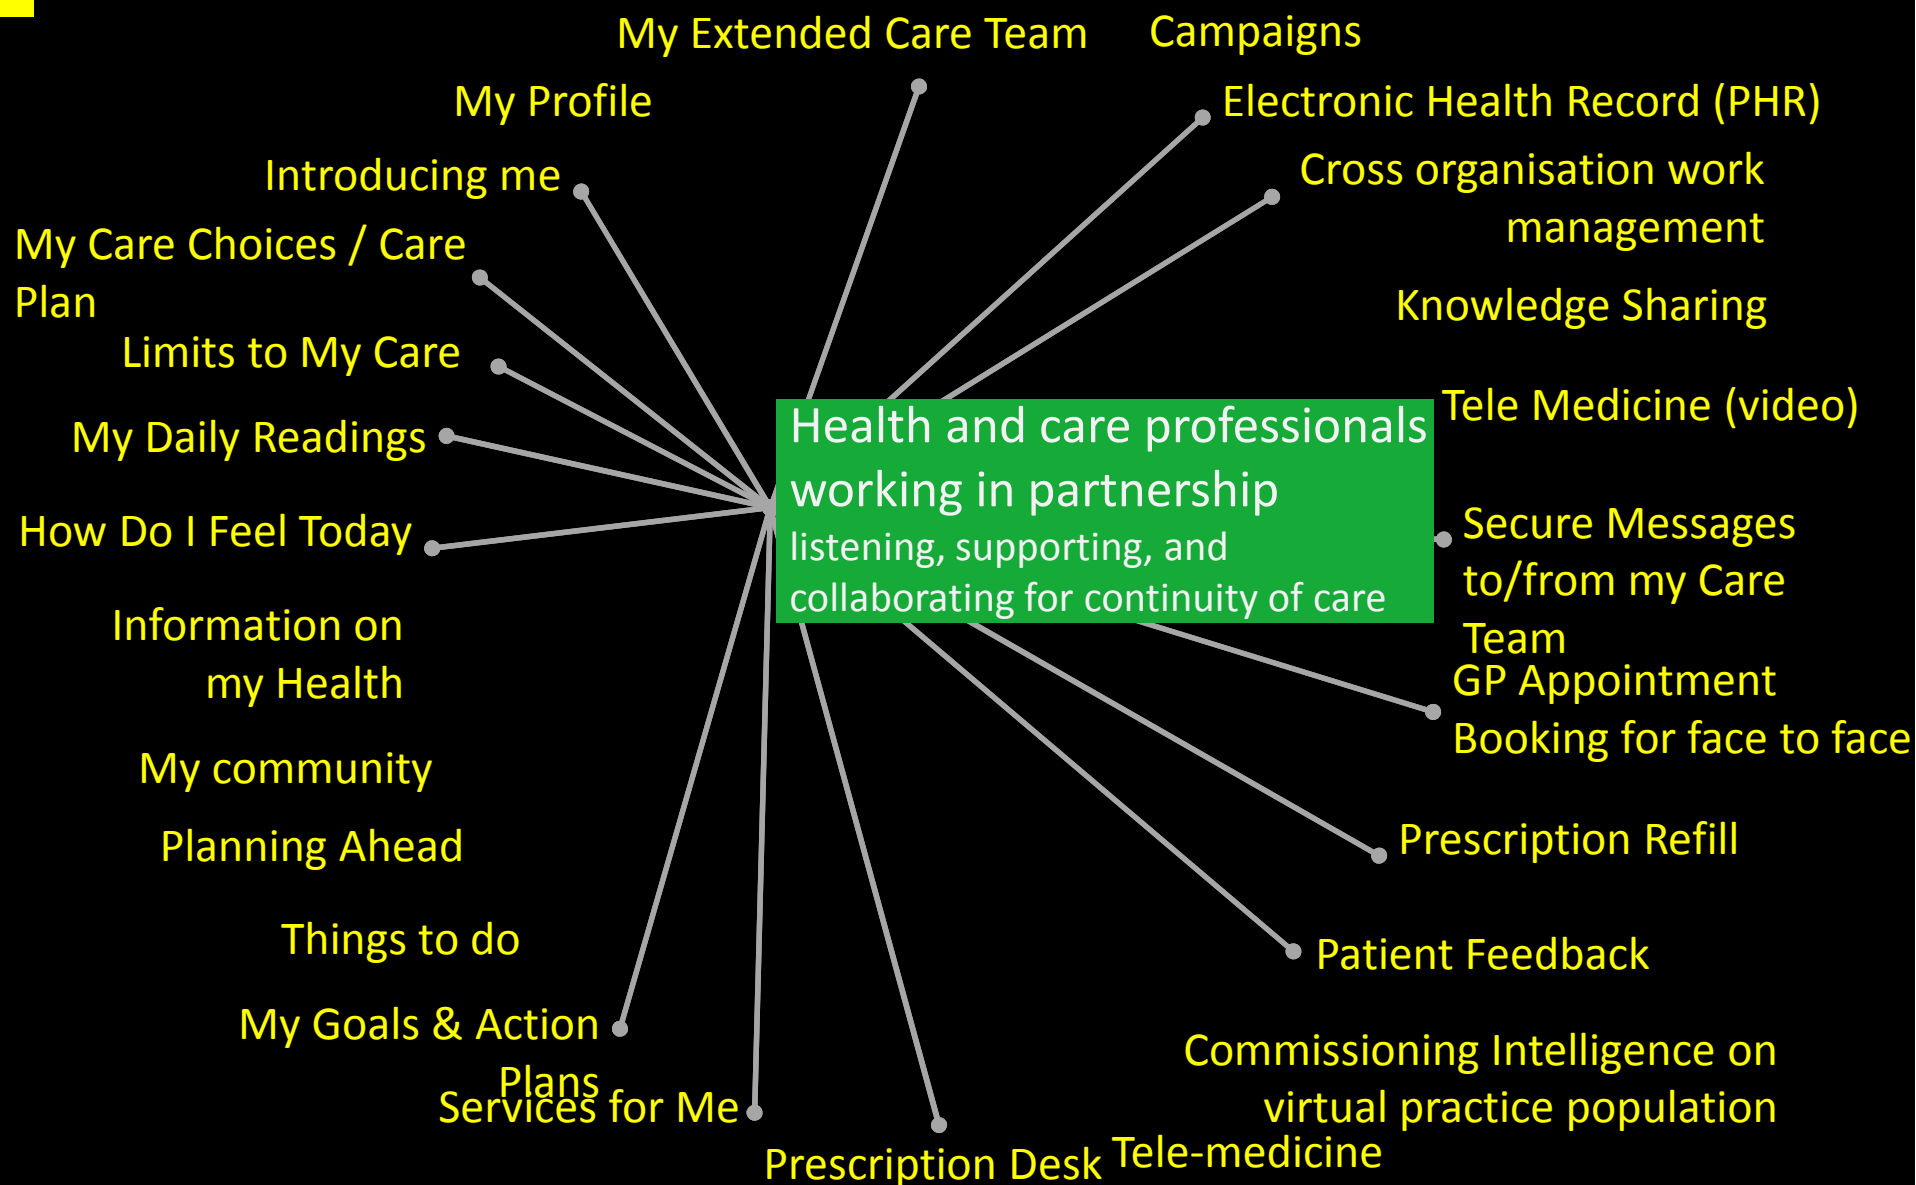 My Extended Care Team
Campaigns
My Profile
Electronic Health Record (PHR)
Introducing me
Cross organisation work
management
My Care Choices / Care
Plan
Knowledge Sharing
Limits to My Care
Tele Medicine (video)
My Daily Readings
Health and care professionals
working in partnership
listening, supporting, and
collaborating for continuity of care
How Do I Feel Today
Secure Messages
to/from my Care
Team
Information on
my Health
GP Appointment
Booking for face to face
My community
Planning Ahead
Prescription Refill
Things to do
Patient Feedback
My Goals & Action
Plans
Commissioning Intelligence on
virtual practice population
Services for Me
Prescription Desk
Tele-medicine